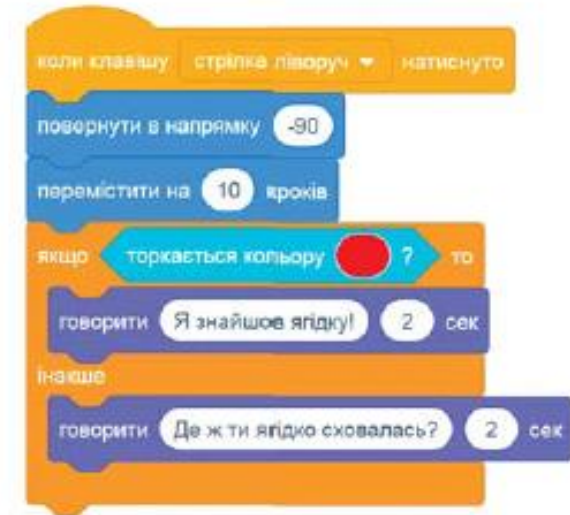 коли клавішу стрілка ліворуч натиснуто
повернути в напрямку -90
перемістити на 10 кроків
якщо торкається кольору ? то
говорити Я знайшов ягідку! 2 сек
інакше
говорити Де ж ти ягідко сховалась? 2 сек